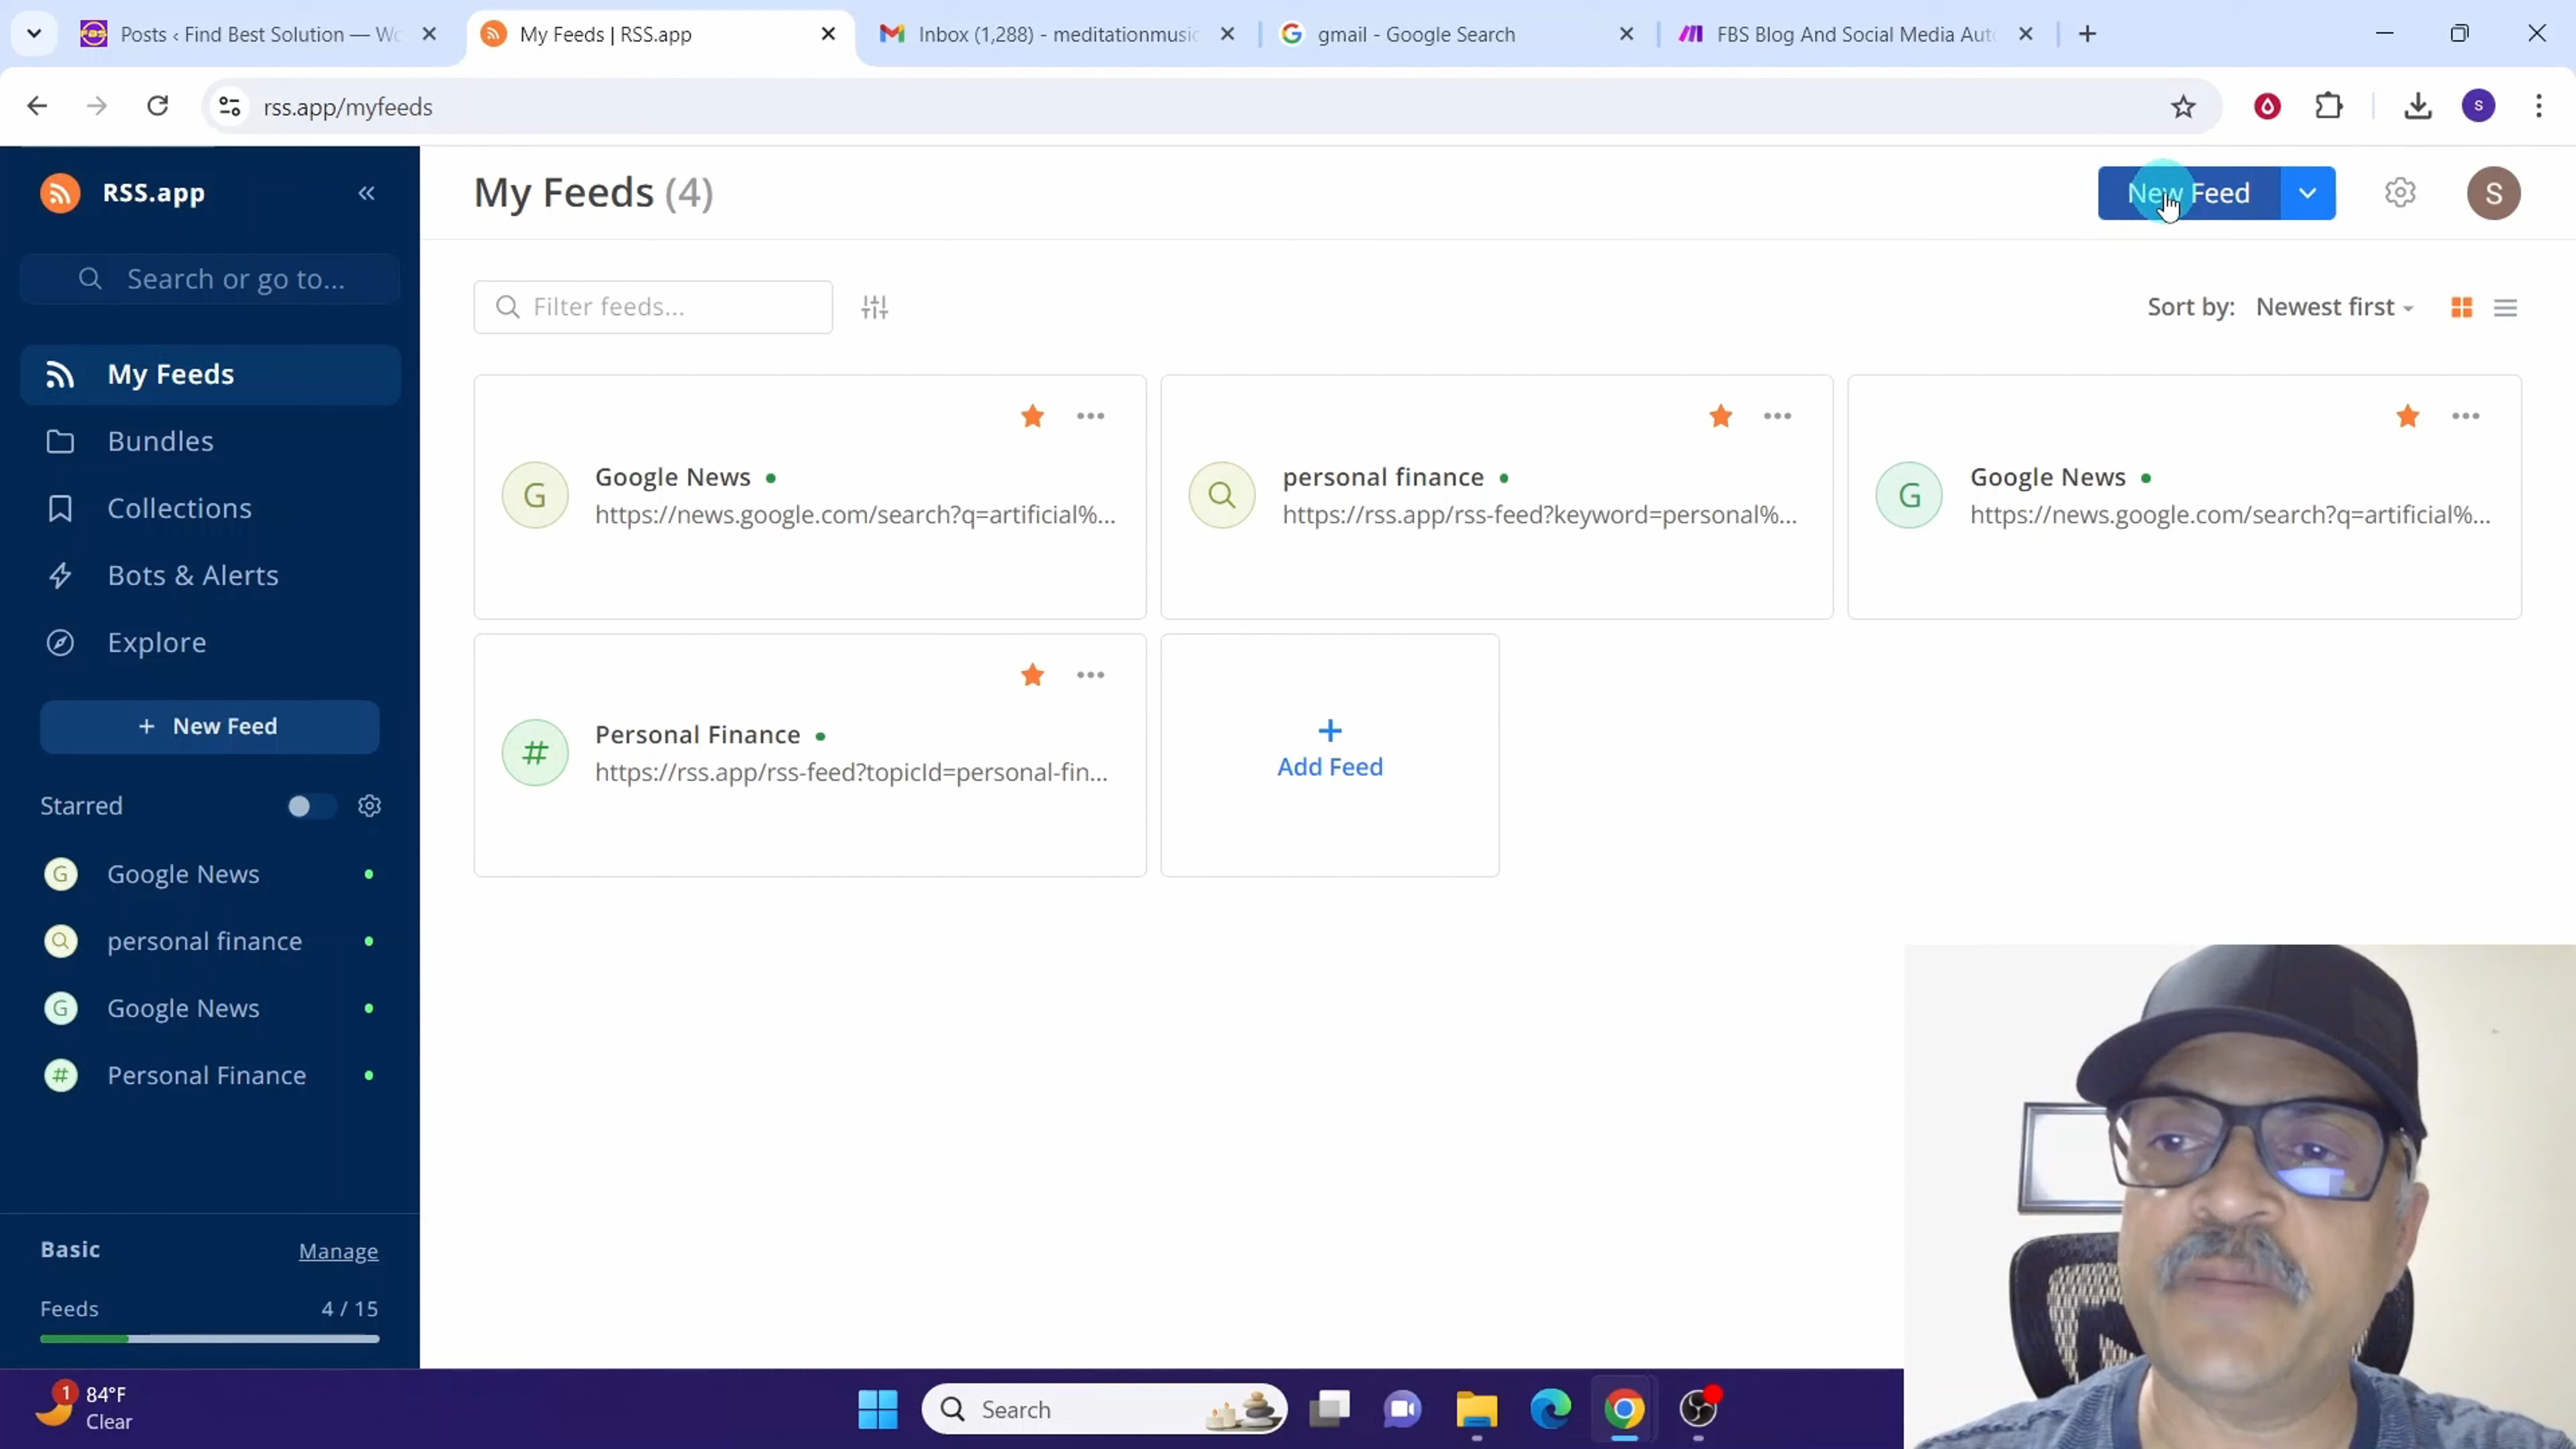 Posts ‹ Find Best Solution — Wo
My Feeds | RSS.app
Inbox (1,288) - meditationmusic
gmail - Google Search
FBS Blog And Social Media Auto
rss.app/myfeeds
S
RSS.app
Search or go to...
My Feeds
Bundles
Collections
Bots & Alerts
Explore
+ New Feed
Starred
G Google News
personal finance
G Google News
# Personal Finance
Basic Manage
Feeds 4 / 15
My Feeds (4)
New Feed
S
Filter feeds...
Sort by: Newest first
G
Google News
https://news.google.com/search?q=artificial%...
personal finance
https://rss.app/rss-feed?keyword=personal%...
G
Google News
https://news.google.com/search?q=artificial%...
#
Personal Finance
https://rss.app/rss-feed?topicId=personal-fin...
+
Add Feed
1
84°F
Clear
Search